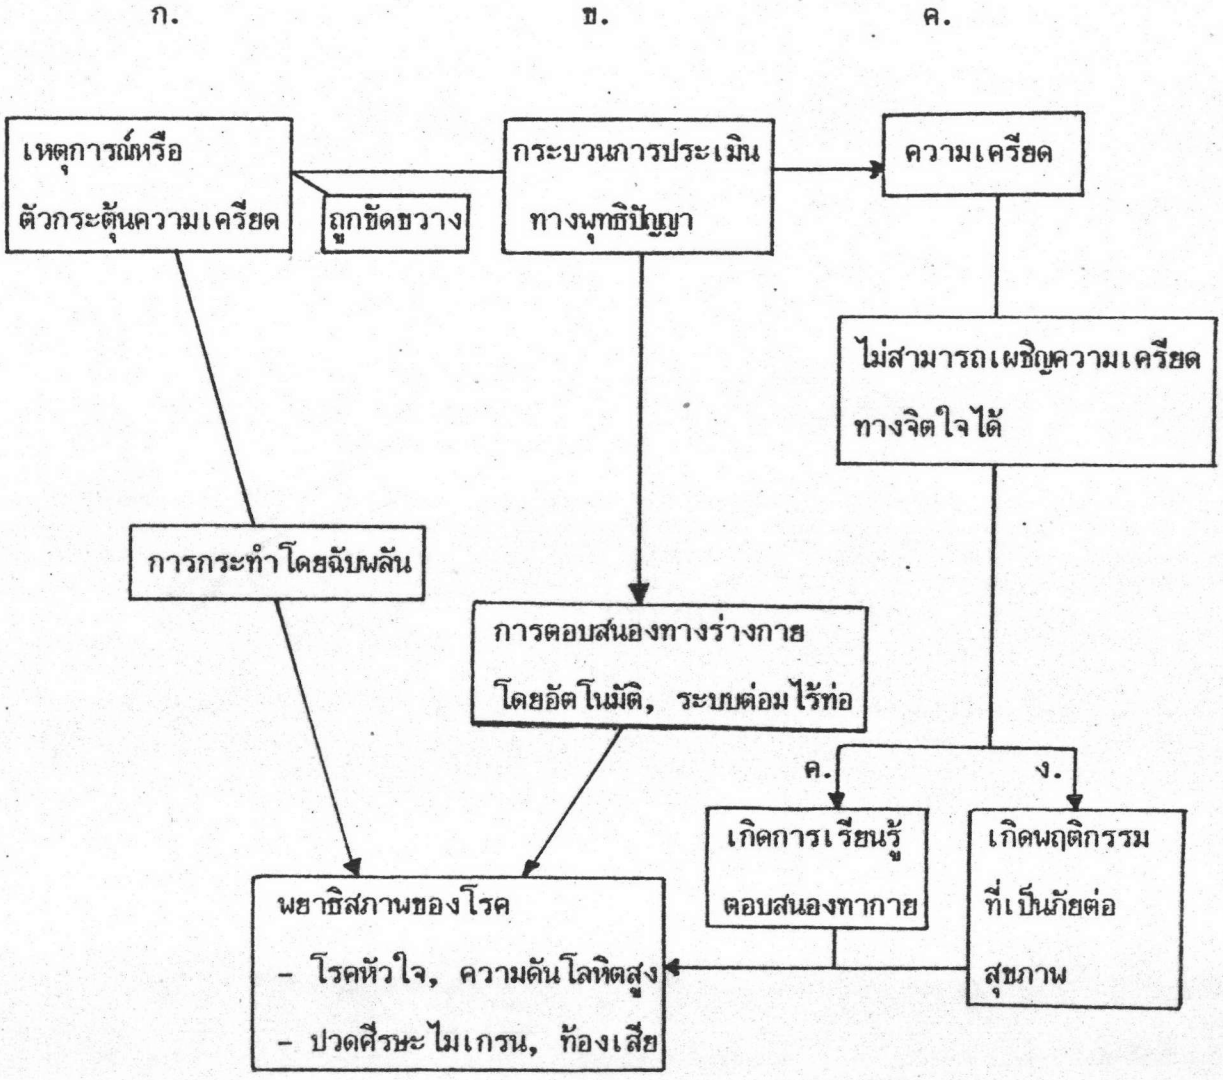 ก.
ข.
ค.
เหตุการณ์หรือ
ตัวกระตุ้นความเครียด
ถูกขัดขวาง
กระบวนการประเมิน
ทางพุทธิปัญญา
ความเครียด
ไม่สามารถเผชิญความเครียด
ทางจิตใจได้
การกระทำโดยฉับพลัน
การตอบสนองทางร่างกาย
โดยอัตโนมัติ, ระบบต่อมไร้ท่อ
ค.
ง.
เกิดการเรียนรู้
ตอบสนองทากาย
เกิดพฤติกรรม
ที่เป็นภัยต่อ
สุขภาพ
พยาธิสภาพของโรค
- โรคหัวใจ, ความดันโลหิตสูง
- ปวดศีรษะไมเกรน, ท้องเสีย